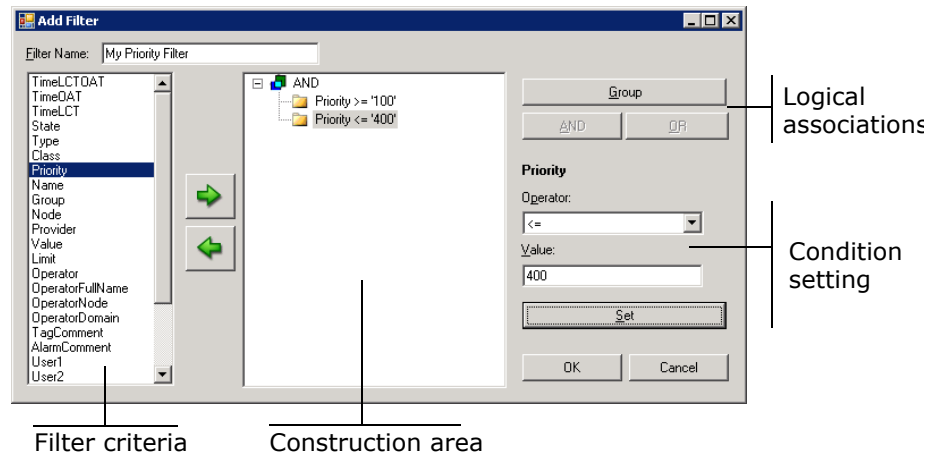 Add Filter
Filter Name: My Priority Filter
TimeLCTOAT
TimeOAT
TimeLCT
State
Type
Class
Priority
Name
Group
Node
Provider
Value
Limit
Operator
OperatorFullName
OperatorNode
OperatorDomain
TagComment
AlarmComment
User1
User2
AND
Priority >= '100'
Priority <= '400'
Group
AND OR
Priority
Operator:
<=
Value:
400
Set
OK Cancel
Logical
associations
Condition
setting
Filter criteria
Construction area